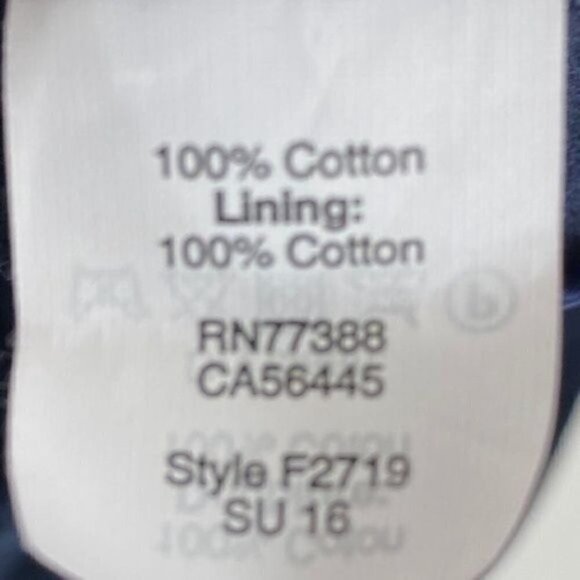 100% Cotton
Lining:
100% Cotton
RN77388
CA56445
Style F2719
SU 16